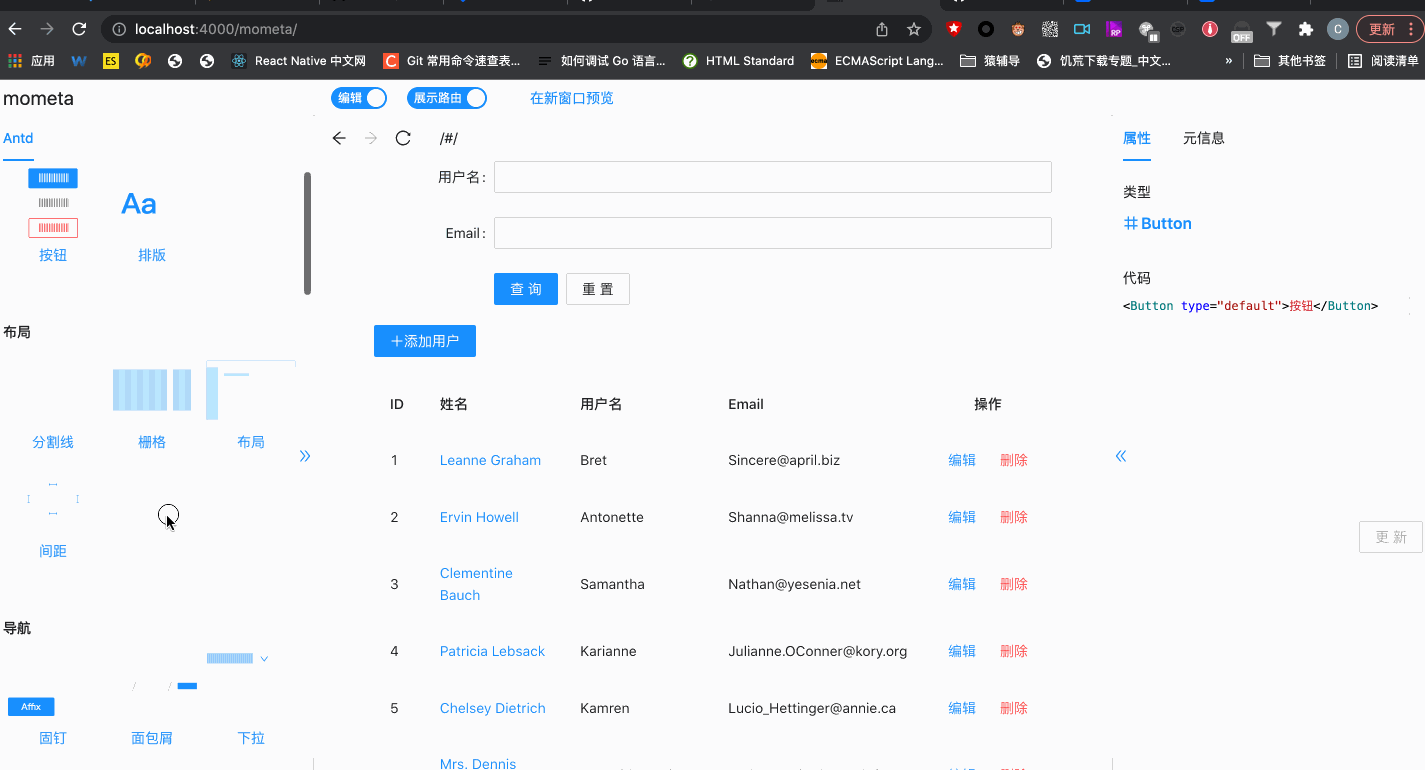 localhost:4000/mometa/
RP
OFF
CSP
C
更新
应用
W
ES
React Native 中文网
C
Git 常用命令速查表...
如何调试 Go 语言...
HTML Standard
ecma
ECMAScript Lang...
猿辅导
饥荒下载专题_中文...
»
其他书签
阅读清单
mometa
编辑
展示路由
在新窗口预览
Antd
/#/
属性
元信息
Aa
按钮
排版
用户名:
Email:
查 询
重 置
类型
Button
代码
<Button type="default">按钮</Button>
布局
添加用户
分割线
栅格
布局
间距
ID 姓名 用户名 Email 操作
1 Leanne Graham Bret Sincere@april.biz 编辑 删除
2 Ervin Howell Antonette Shanna@melissa.tv 编辑 删除
3 Clementine Bauch Samantha Nathan@yesenia.net 编辑 删除
4 Patricia Lebsack Karianne Julianne.OConner@kory.org 编辑 删除
5 Chelsey Dietrich Kamren Lucio_Hettinger@annie.ca 编辑 删除
Mrs. Dennis
更 新
导航
Affix
固钉
面包屑
下拉